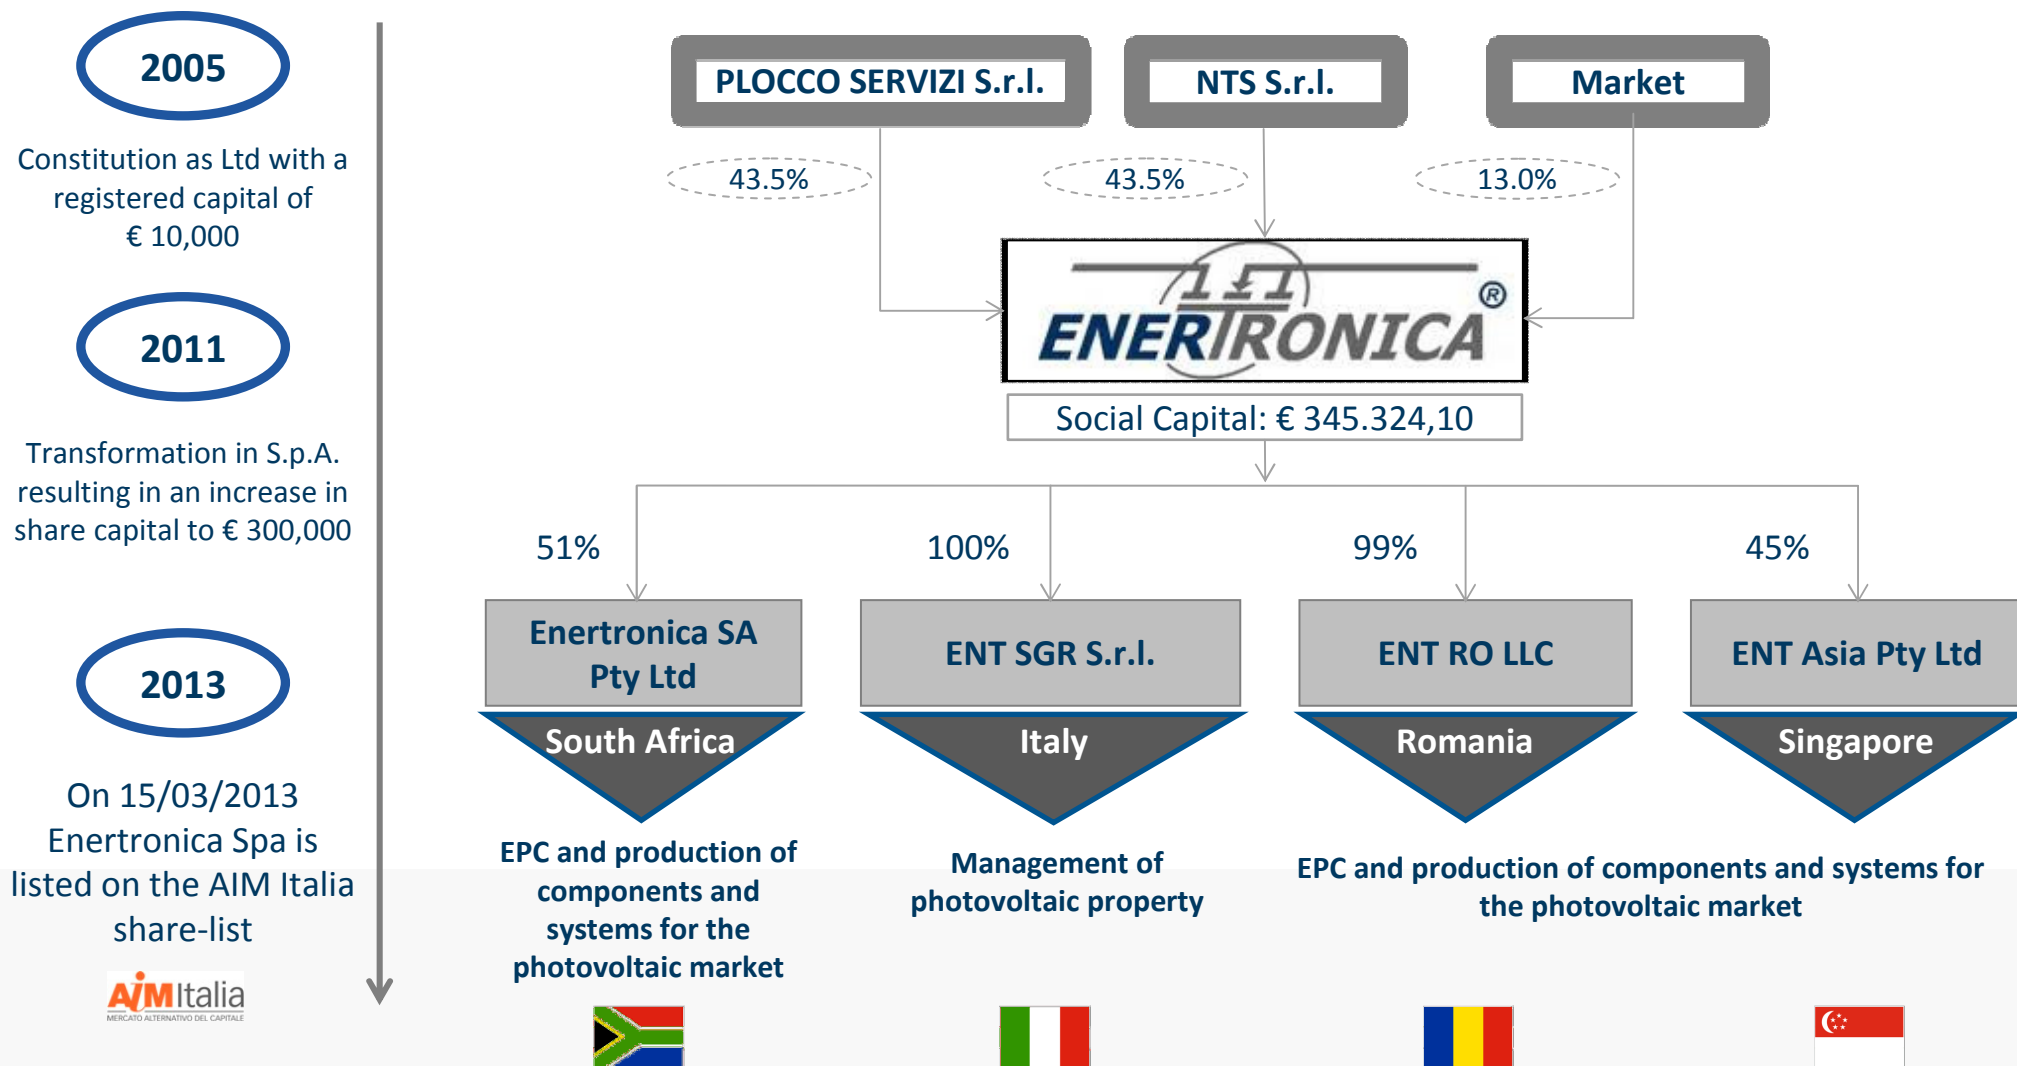 2005
Constitution as Ltd with a
registered capital of
€ 10,000
2011
Transformation in S.p.A.
resulting in an increase in
share capital to € 300,000
2013
On 15/03/2013
Enertronica Spa is
listed on the AIM Italia
share-list
AIM Italia
MERCATO ALTERNATIVO DEL CAPITALE
PLOCCO SERVIZI S.r.l.
NTS S.r.l.
Market
43.5%
43.5%
13.0%
ENERTRONICA ®
Social Capital: € 345.324,10
51%
100%
99%
45%
Enertronica SA
Pty Ltd
ENT SGR S.r.l.
ENT RO LLC
ENT Asia Pty Ltd
South Africa
Italy
Romania
Singapore
EPC and production of
components and
systems for the
photovoltaic market
Management of
photovoltaic property
EPC and production of components and systems for
the photovoltaic market